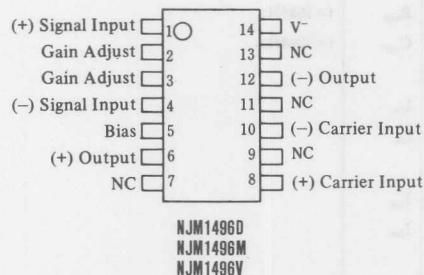 (+) Signal Input 1 14 V⁻
Gain Adjust 2 13 NC
Gain Adjust 3 12 (−) Output
(−) Signal Input 4 11 NC
Bias 5 10 (−) Carrier Input
(+) Output 6 9 NC
NC 7 8 (+) Carrier Input
NJM1496D
NJM1496M
NJM1496V